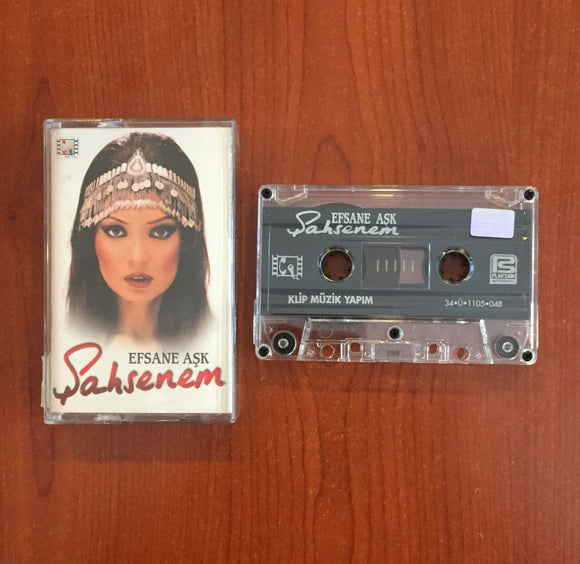 EFSANE AŞK
Şahsenem
EFSANE AŞK
Şahsenem
KLİP MÜZİK YAPIM
34•Ü•1105•048